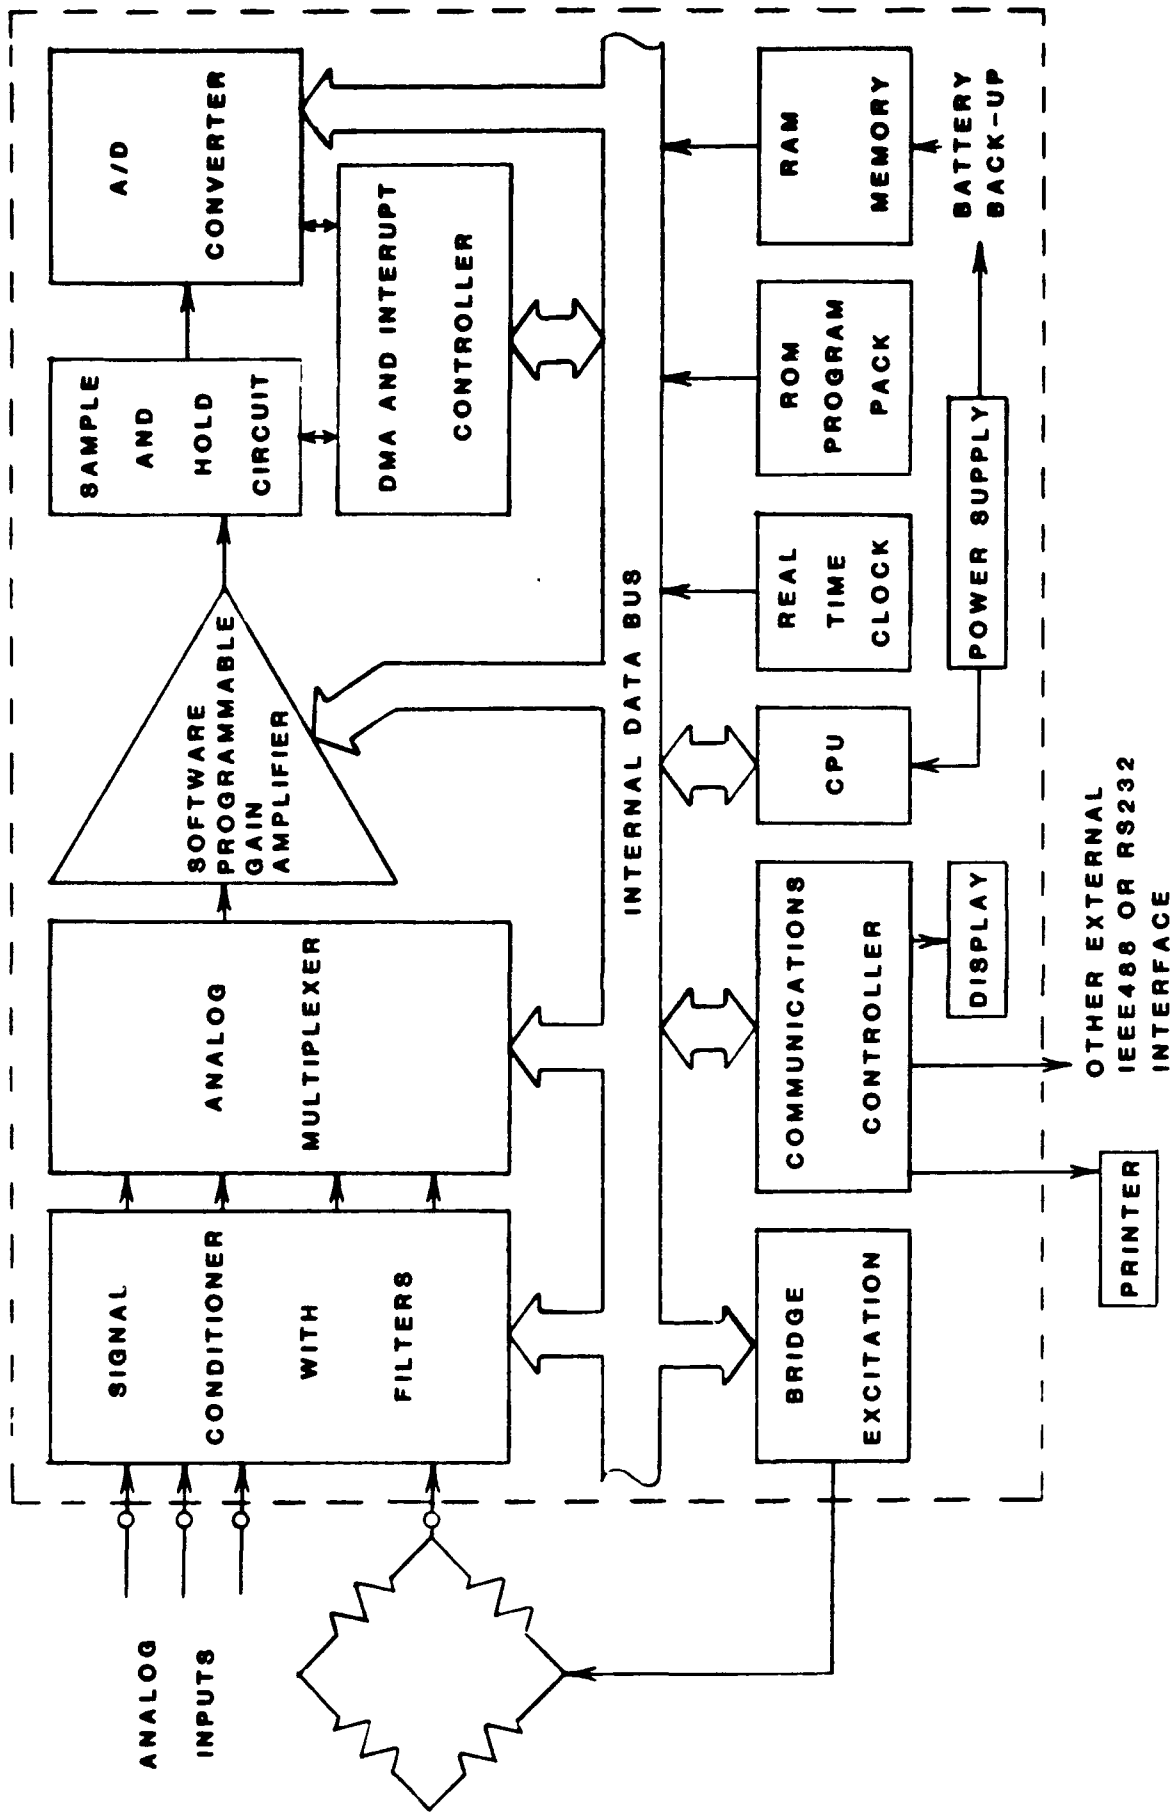 ANALOG
INPUTS
SIGNAL
CONDITIONER
WITH
FILTERS
ANALOG
MULTIPLEXER
SOFTWARE
PROGRAMMABLE
GAIN
AMPLIFIER
SAMPLE
AND
HOLD
CIRCUIT
A/D
CONVERTER
DMA AND INTERUPT
CONTROLLER
INTERNAL DATA BUS
BRIDGE
EXCITATION
COMMUNICATIONS
CONTROLLER
CPU
REAL
TIME
CLOCK
ROM
PROGRAM
PACK
RAM
MEMORY
DISPLAY
POWER SUPPLY
BATTERY
BACK-UP
PRINTER
OTHER EXTERNAL
IEEE488 OR RS232
INTERFACE